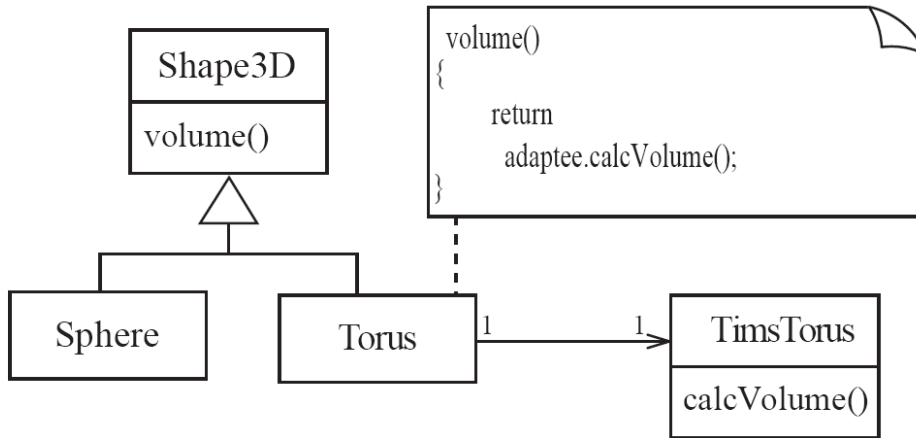 Shape3D
volume()
volume()
{
return
adaptee.calcVolume();
}
Sphere
Torus
1
1
TimsTorus
calcVolume()